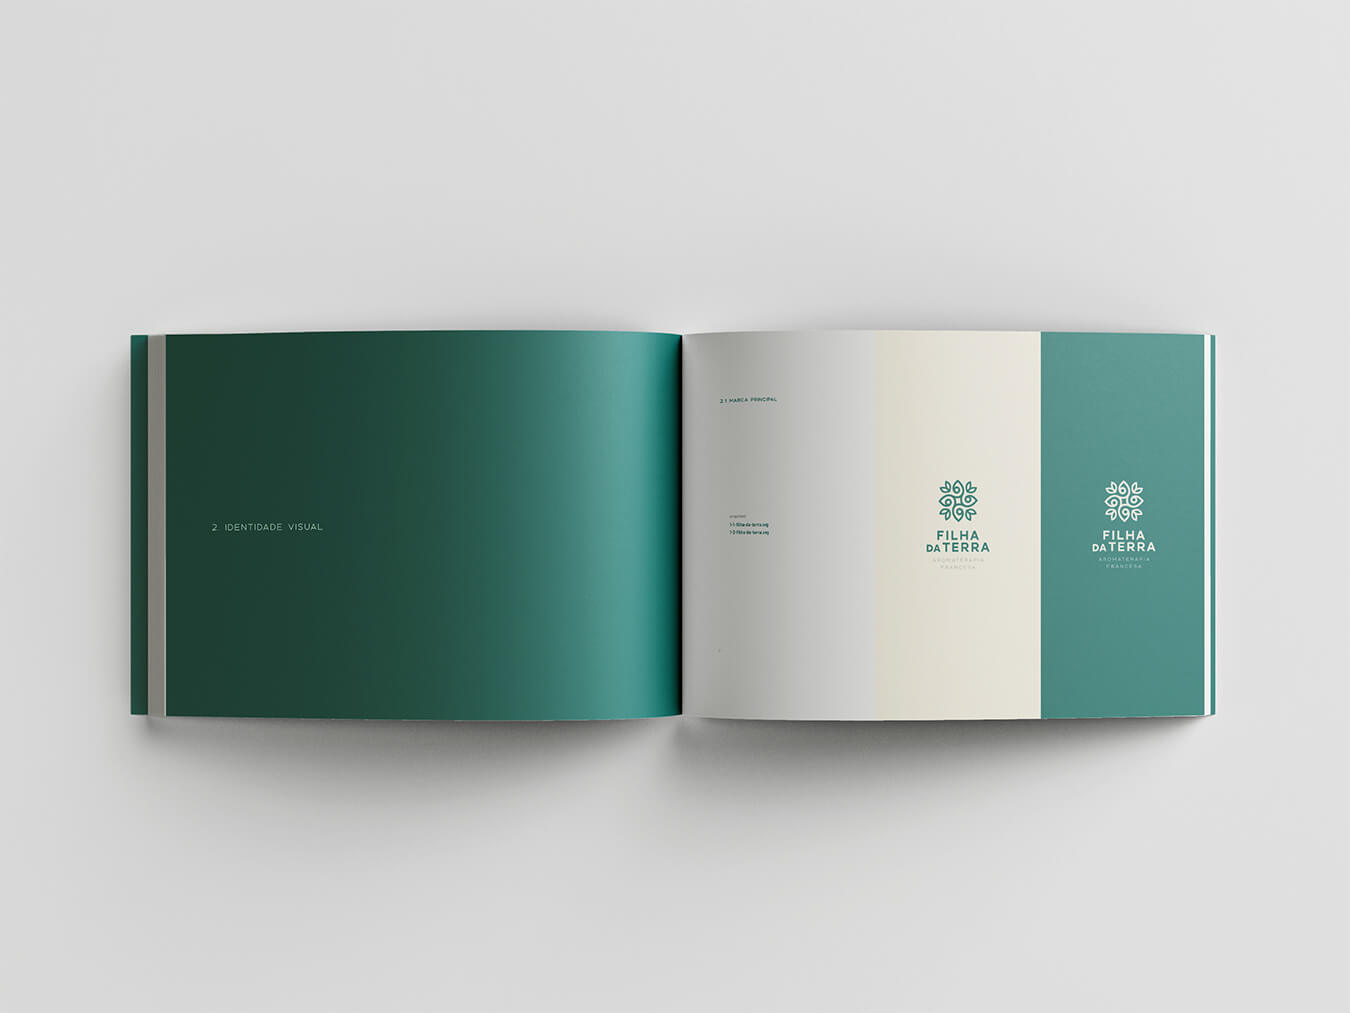 2. IDENTIDADE VISUAL
2.1 MARCA PRINCIPAL
1-1-filha-da-terra.svg
1-2-filha-da-terra.svg
FILHA
DA TERRA
AROMATERAPIA
FRANCESA
FILHA
DA TERRA
AROMATERAPIA
FRANCESA